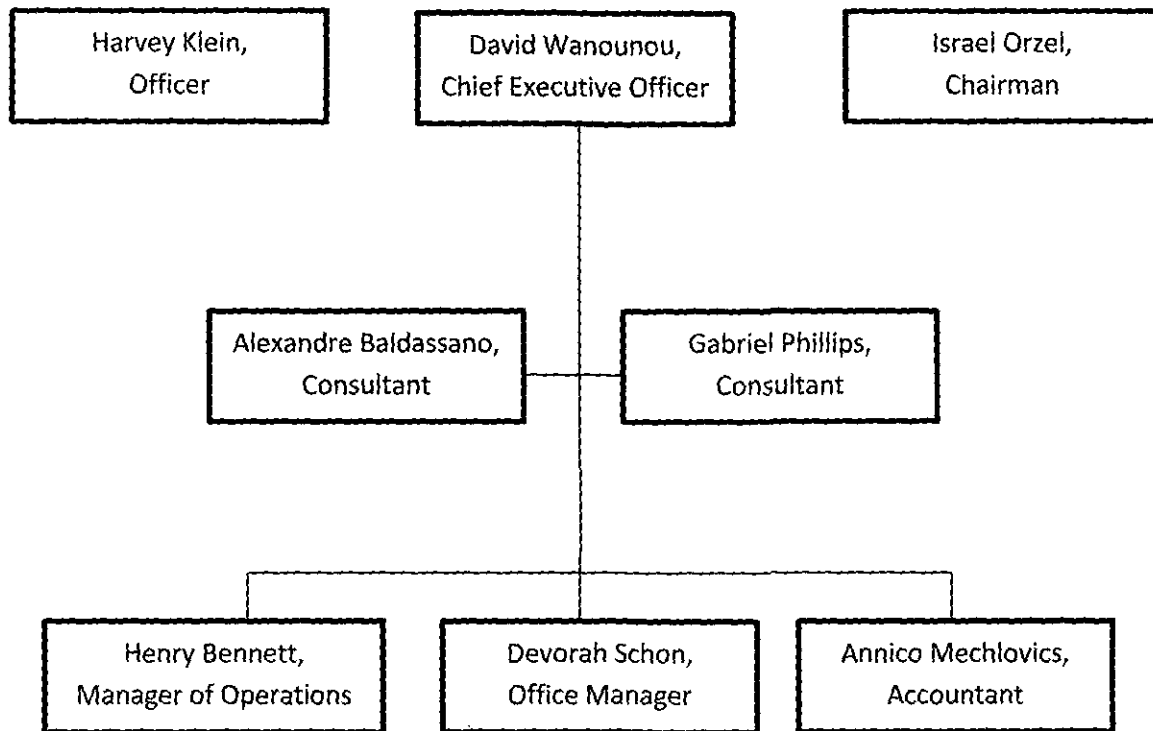 Harvey Klein,
Officer
David Wanounou,
Chief Executive Officer
Israel Orzel,
Chairman
Alexandre Baldassano,
Consultant
Gabriel Phillips,
Consultant
Henry Bennett,
Manager of Operations
Devorah Schon,
Office Manager
Annico Mechlovics,
Accountant